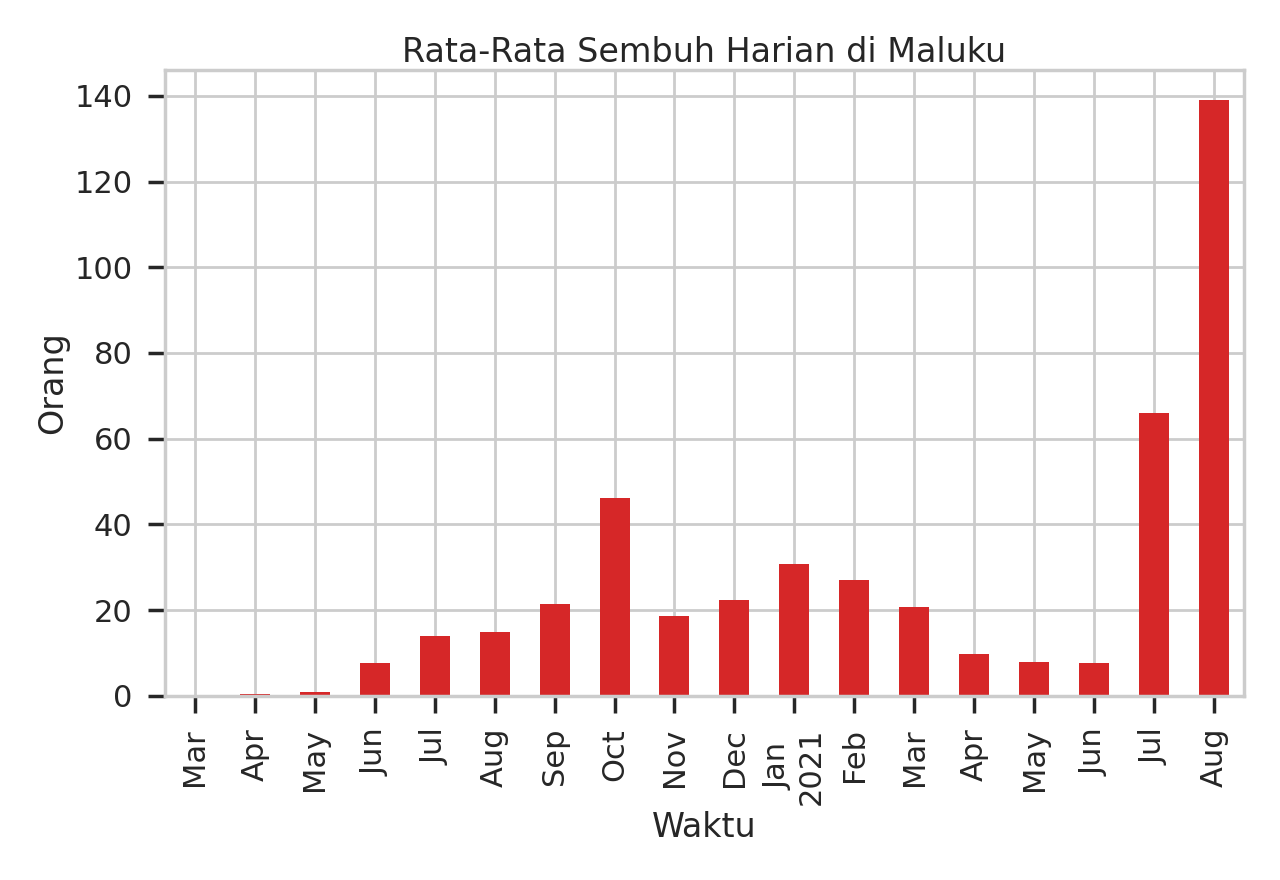 Rata-Rata Sembuh Harian di Maluku
140
120
100
80
60
40
20
0
Orang
Mar
Apr
May
Jun
Jul
Aug
Sep
Oct
Nov
Dec
Jan
2021
Feb
Mar
Apr
May
Jun
Jul
Aug
Waktu